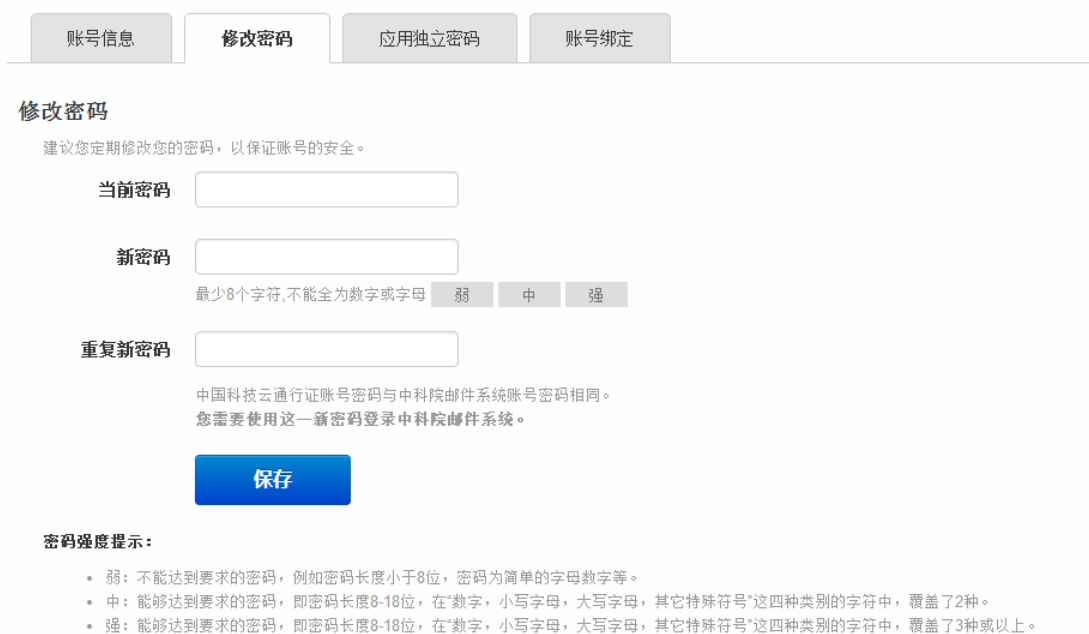 账号信息 修改密码 应用独立密码 账号绑定
修改密码
建议您定期修改您的密码，以保证账号的安全。
当前密码
新密码
最少8个字符,不能全为数字或字母 弱 中 强
重复新密码
中国科技云通行证账号密码与中科院邮件系统账号密码相同。
您需要使用这一新密码登录中科院邮件系统。
保存
密码强度提示：
• 弱：不能达到要求的密码，例如密码长度小于8位，密码为简单的字母数字等。
• 中：能够达到要求的密码，即密码长度8-18位，在“数字，小写字母，大写字母，其它特殊符号”这四种类别的字符中，覆盖了2种。
• 强：能够达到要求的密码，即密码长度8-18位，在“数字，小写字母，大写字母，其它特殊符号”这四种类别的字符中，覆盖了3种或以上。